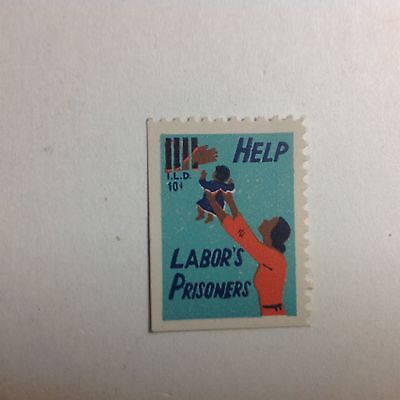 HELP
I.L.D.
10¢
LABOR'S
PRISONERS